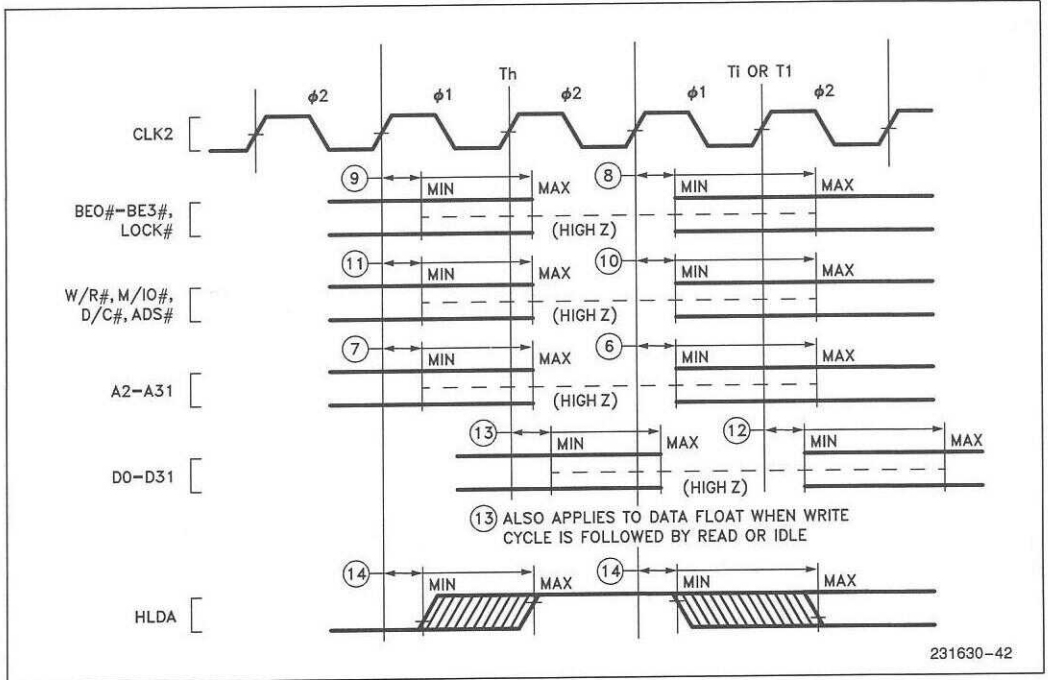 Th
Ti OR T1
ϕ2
ϕ1
ϕ2
ϕ1
ϕ2
CLK2
9
MIN
MAX
8
MIN
MAX
BE0#–BE3#,
LOCK#
(HIGH Z)
(HIGH Z)
11
MIN
MAX
10
MIN
MAX
W/R#, M/IO#,
D/C#, ADS#
(HIGH Z)
7
MIN
MAX
6
MIN
MAX
A2–A31
(HIGH Z)
13
MIN
MAX
12
MIN
MAX
D0–D31
(HIGH Z)
13 ALSO APPLIES TO DATA FLOAT WHEN WRITE
CYCLE IS FOLLOWED BY READ OR IDLE
14
MIN
MAX
14
MIN
MAX
HLDA
231630–42